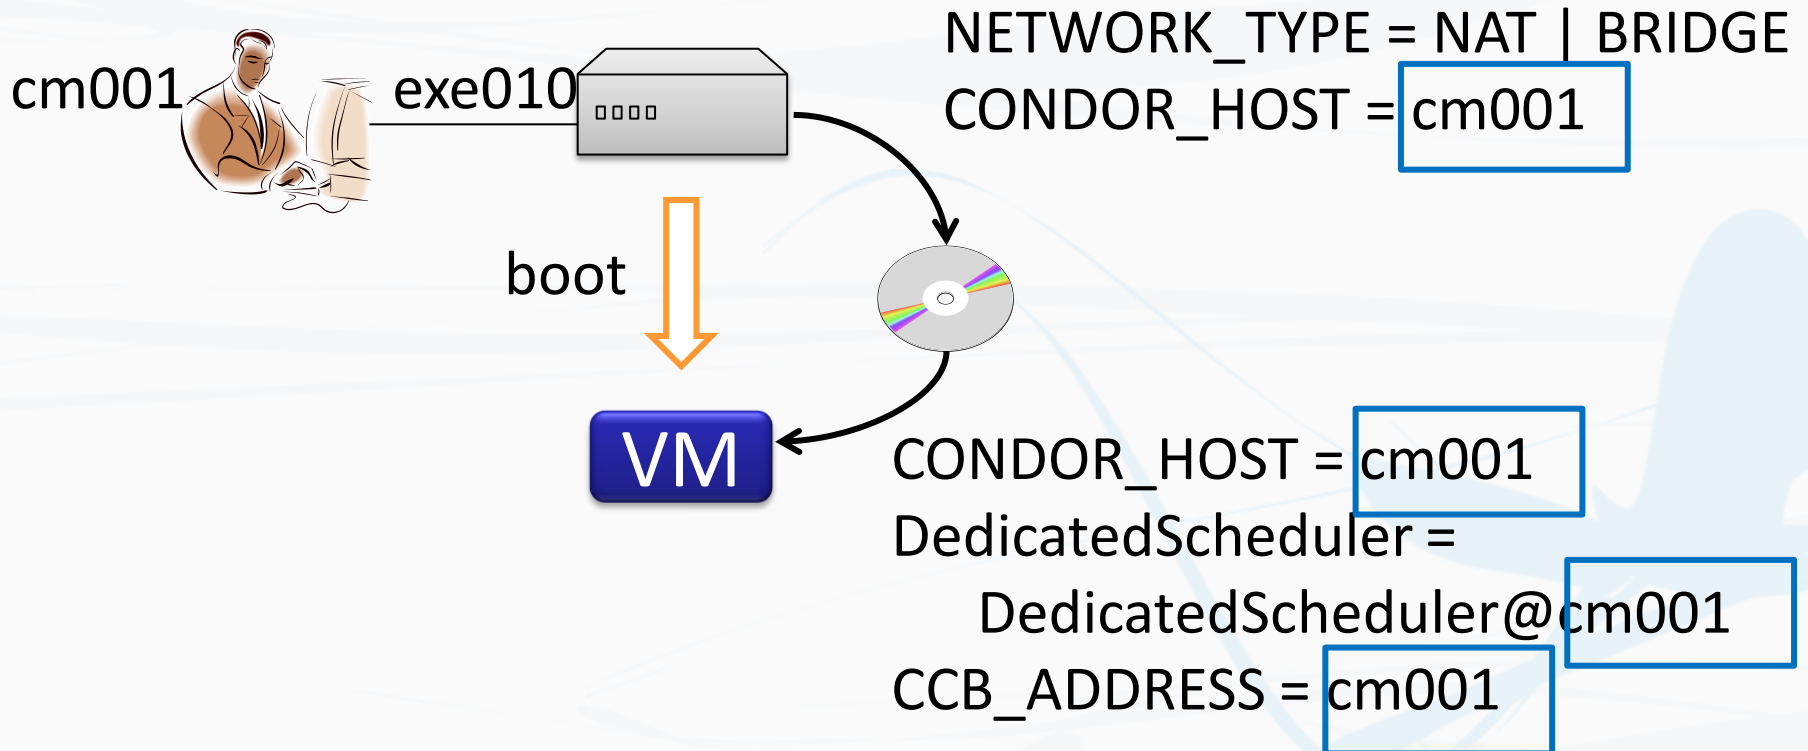 NETWORK_TYPE = NAT | BRIDGE
cm001
exe010
CONDOR_HOST = cm001
boot
VM
CONDOR_HOST = cm001
DedicatedScheduler =
DedicatedScheduler@cm001
CCB_ADDRESS = cm001